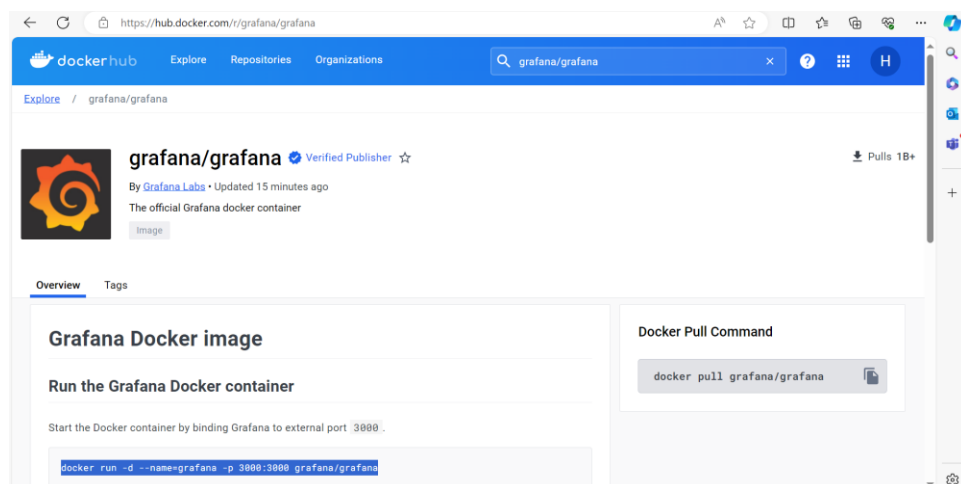 https://hub.docker.com/r/grafana/grafana
dockerhub Explore Repositories Organizations grafana/grafana × ? H
Explore / grafana/grafana
grafana/grafana Verified Publisher Pulls 1B+
By Grafana Labs • Updated 15 minutes ago
The official Grafana docker container
Image
Overview Tags
Grafana Docker image
Docker Pull Command
Run the Grafana Docker container
docker pull grafana/grafana
Start the Docker container by binding Grafana to external port 3000.
docker run -d --name=grafana -p 3000:3000 grafana/grafana